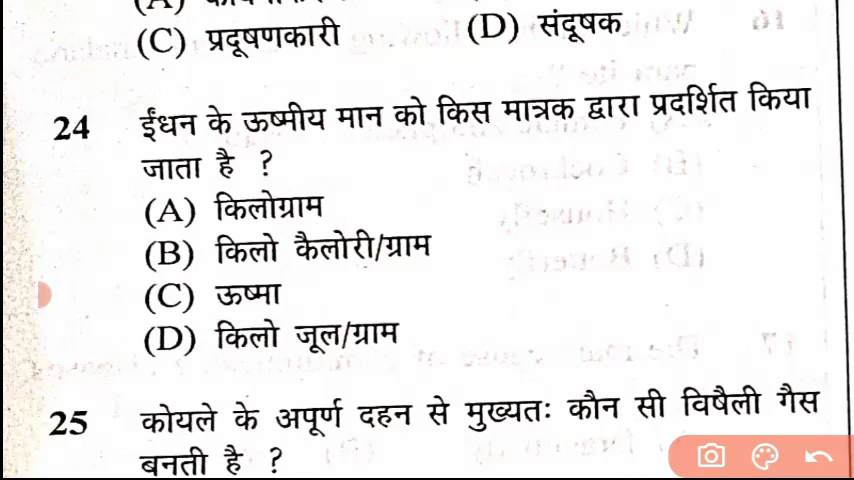 (C) प्रदूषणकारी (D) संदूषक
24 ईंधन के ऊष्मीय मान को किस मात्रक द्वारा प्रदर्शित किया
जाता है ?
(A) किलोग्राम
(B) किलो कैलोरी/ग्राम
(C) ऊष्मा
(D) किलो जूल/ग्राम
25 कोयले के अपूर्ण दहन से मुख्यतः कौन सी विषैली गैस
बनती है ?